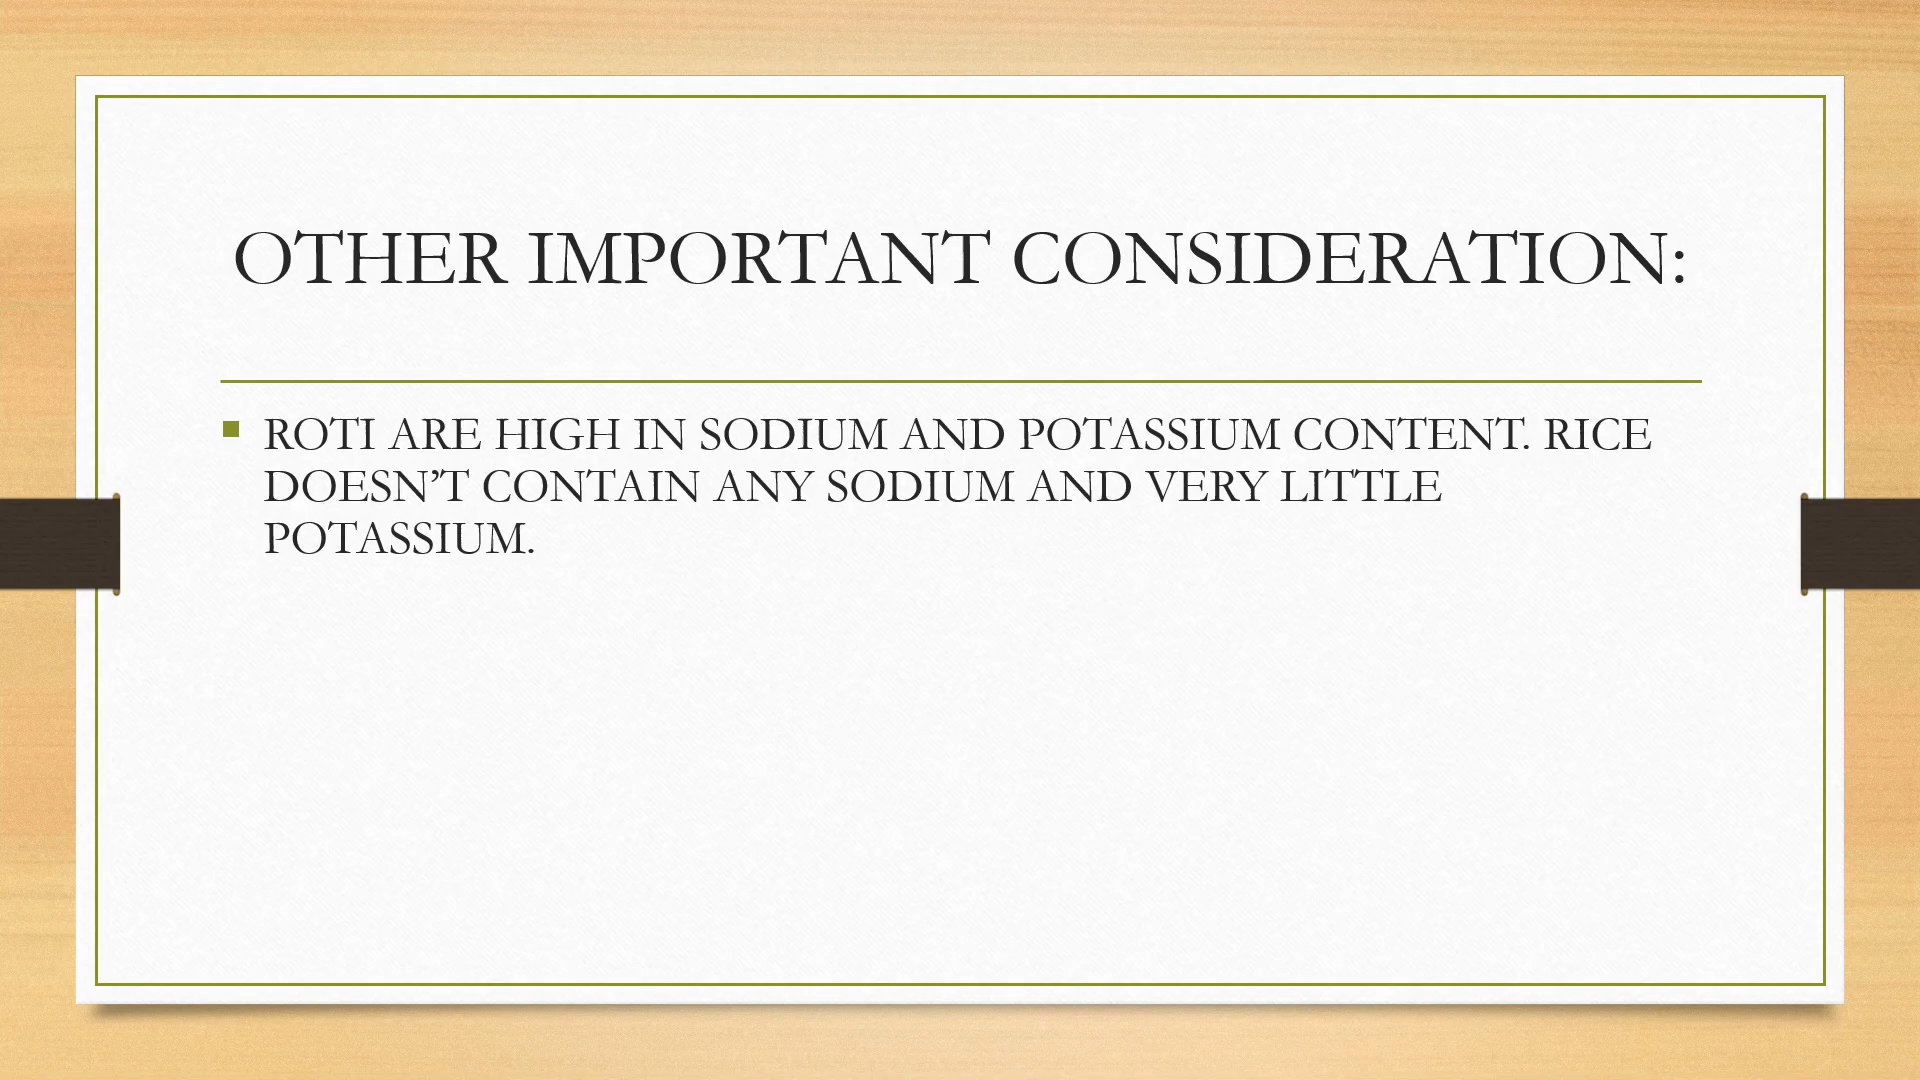 OTHER IMPORTANT CONSIDERATION:
ROTI ARE HIGH IN SODIUM AND POTASSIUM CONTENT. RICE
DOESN’T CONTAIN ANY SODIUM AND VERY LITTLE
POTASSIUM.